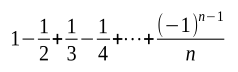 1 − 1/2 + 1/3 − 1/4 + ⋯ + (−1)^{n−1}/n